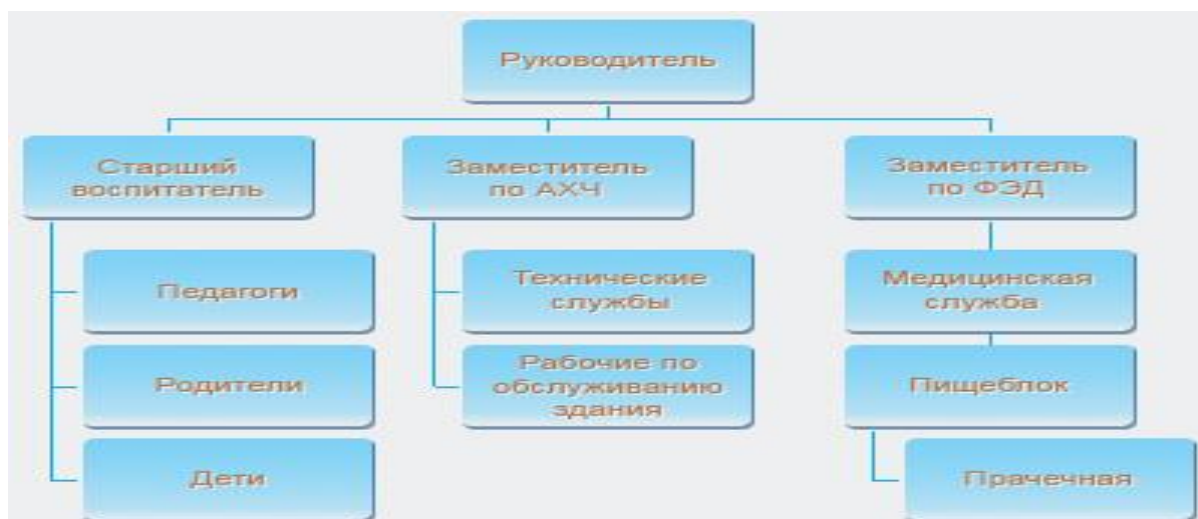 Руководитель
Старший
воспитатель
Заместитель
по АХЧ
Заместитель
по ФЭД
Педагоги
Технические
службы
Медицинская
служба
Родители
Рабочие по
обслуживанию
здания
Пищеблок
Дети
Прачечная